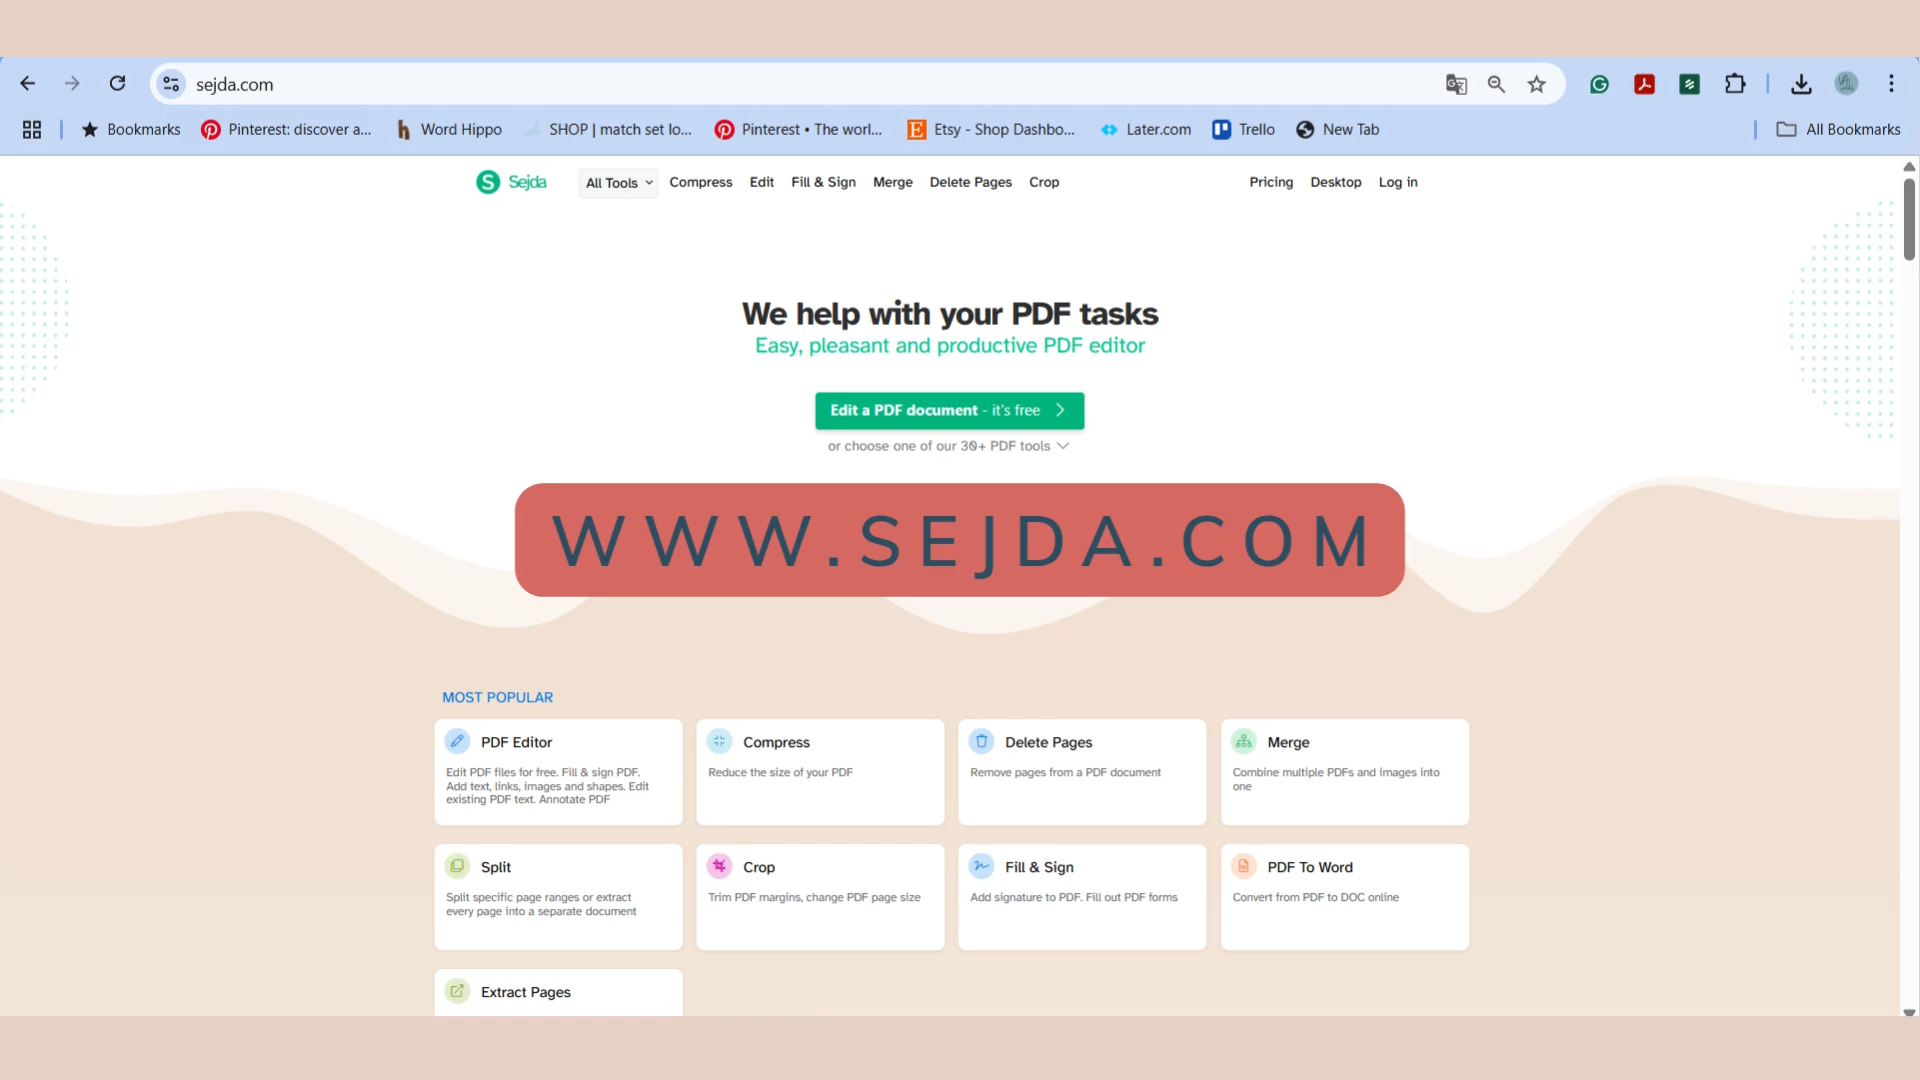 sejda.com
Bookmarks
Pinterest: discover a...
Word Hippo
SHOP | match set lo...
Pinterest • The worl...
Etsy - Shop Dashbo...
Later.com
Trello
New Tab
All Bookmarks
Sejda
All Tools
Compress
Edit
Fill & Sign
Merge
Delete Pages
Crop
Pricing
Desktop
Log in
We help with your PDF tasks
Easy, pleasant and productive PDF editor
Edit a PDF document - it's free
or choose one of our 30+ PDF tools
WWW.SEJDA.COM
MOST POPULAR
PDF Editor
Edit PDF files for free. Fill & sign PDF.
Add text, links, images and shapes. Edit
existing PDF text. Annotate PDF
Compress
Reduce the size of your PDF
Delete Pages
Remove pages from a PDF document
Merge
Combine multiple PDFs and images into
one
Split
Split specific page ranges or extract
every page into a separate document
Crop
Trim PDF margins, change PDF page size
Fill & Sign
Add signature to PDF. Fill out PDF forms
PDF To Word
Convert from PDF to DOC online
Extract Pages